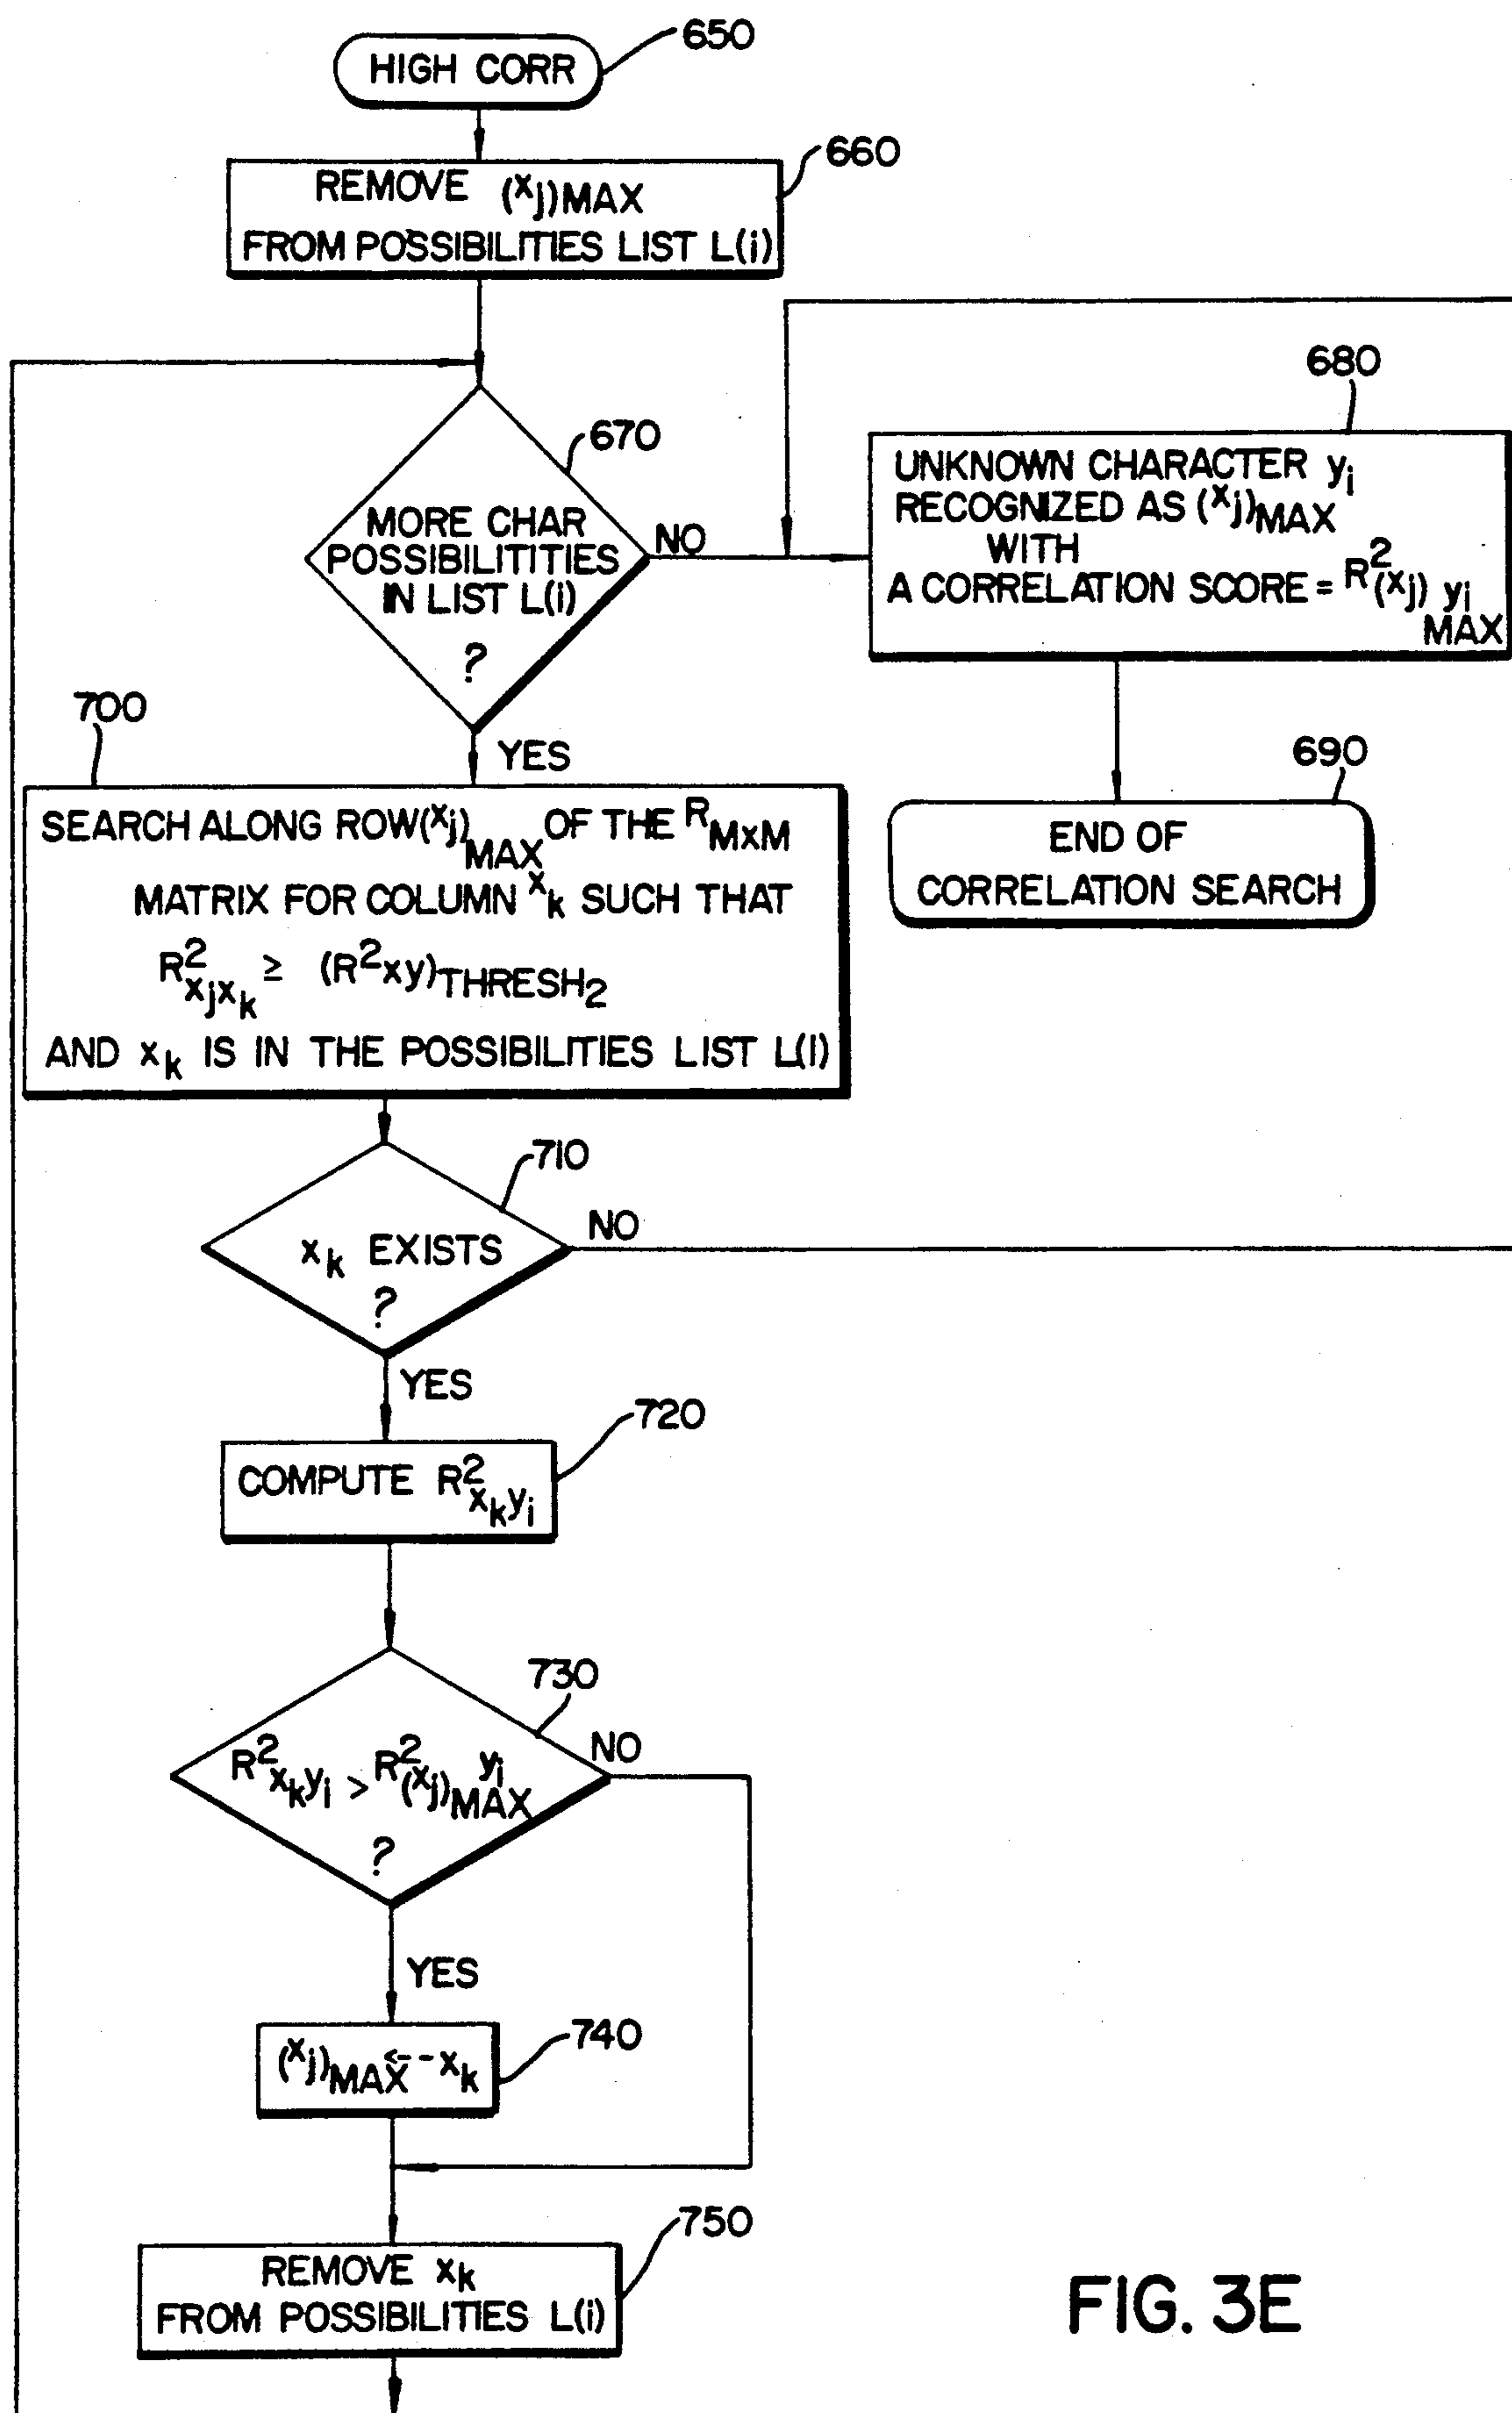 650
HIGH CORR
660
REMOVE (xj)MAX
FROM POSSIBILITIES LIST L(i)
670
MORE CHAR
POSSIBILITITIES
IN LIST L(i)
?
NO
YES
680
UNKNOWN CHARACTER yi
RECOGNIZED AS (xj)MAX
WITH
A CORRELATION SCORE = R2(xj) yi
MAX
690
END OF
CORRELATION SEARCH
700
SEARCH ALONG ROW(xj)MAX OF THE RMxM
MATRIX FOR COLUMN xk SUCH THAT
R2xjxk ≥ (R2xy)THRESH2
AND xk IS IN THE POSSIBILITIES LIST L(I)
710
xk EXISTS
?
NO
YES
720
COMPUTE R2xkyi
730
R2xkyi > R2(xj)MAX yi
?
NO
YES
740
(xj)MAX <-- xk
750
REMOVE xk
FROM POSSIBILITIES L(i)
FIG. 3E